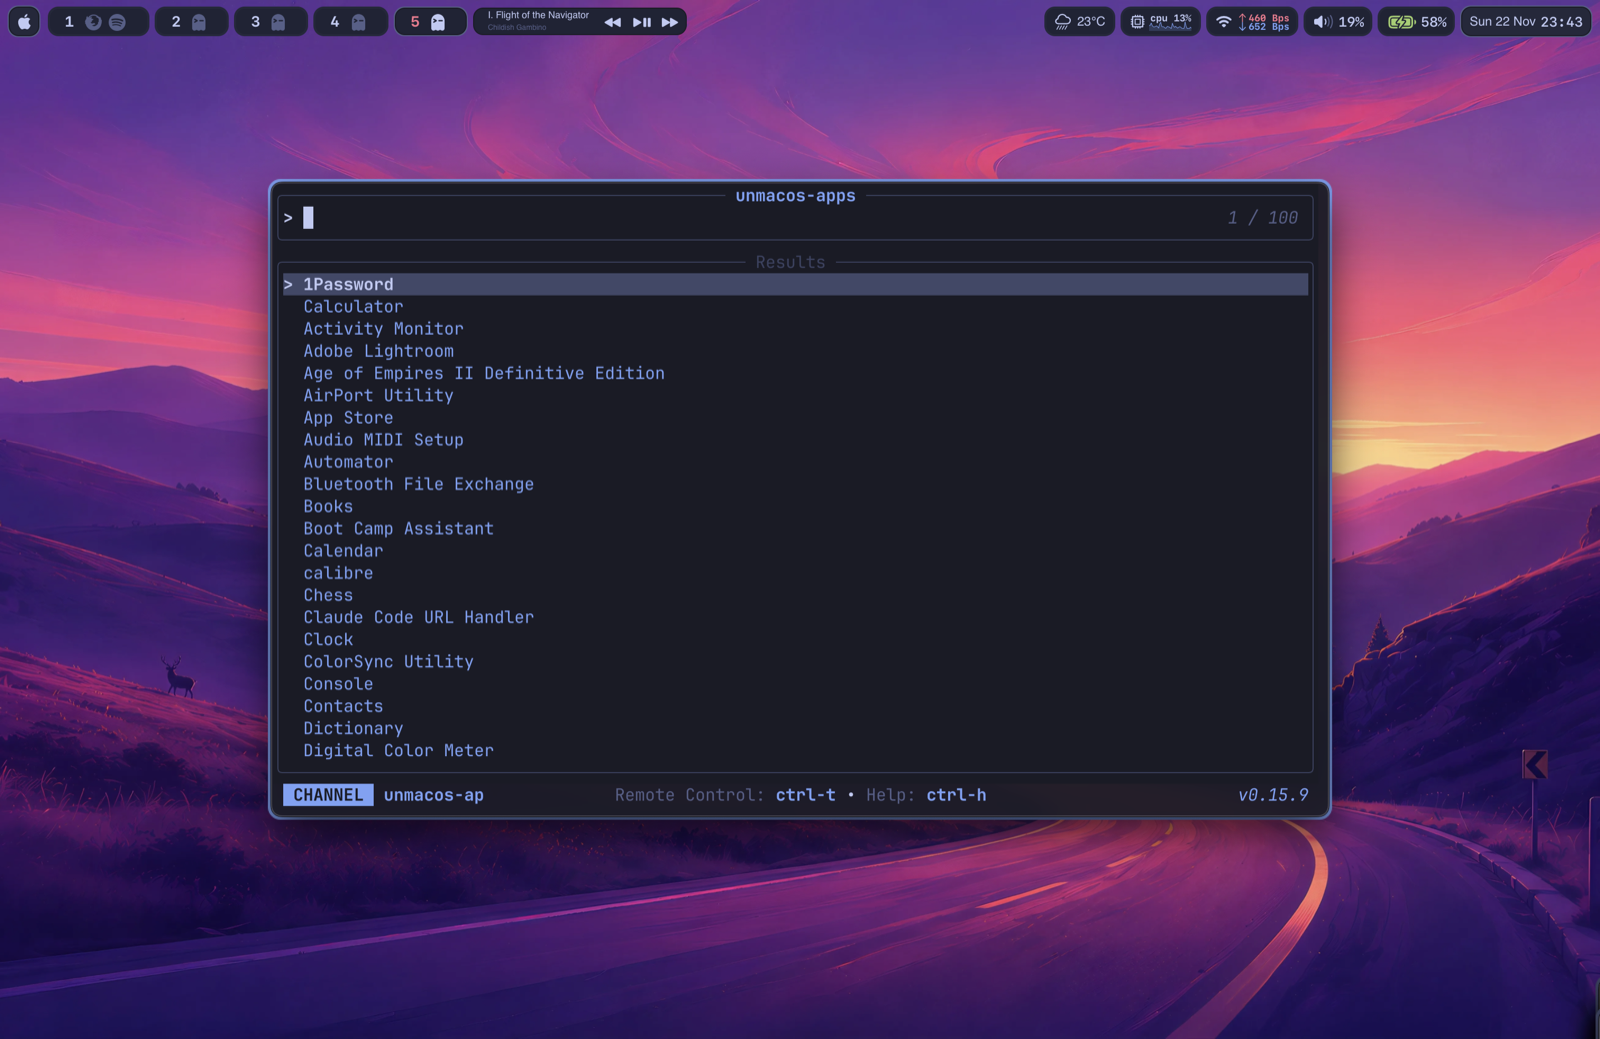 1
2
3
4
5
I. Flight of the Navigator
Childish Gambino
23°C
cpu 13%
460 Bps
652 Bps
19%
58%
Sun 22 Nov 23:43
unmacos-apps
>
1 / 100
Results
> 1Password
Calculator
Activity Monitor
Adobe Lightroom
Age of Empires II Definitive Edition
AirPort Utility
App Store
Audio MIDI Setup
Automator
Bluetooth File Exchange
Books
Boot Camp Assistant
Calendar
calibre
Chess
Claude Code URL Handler
Clock
ColorSync Utility
Console
Contacts
Dictionary
Digital Color Meter
CHANNEL unmacos-ap Remote Control: ctrl-t • Help: ctrl-h v0.15.9